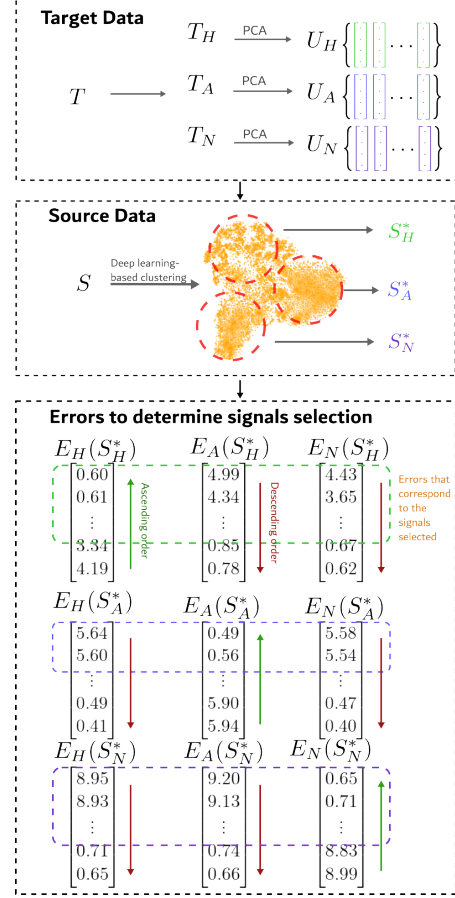 Target Data
T
T_H PCA U_H { [ ] [ ] ... [ ] }
T_A PCA U_A { [ ] [ ] ... [ ] }
T_N PCA U_N { [ ] [ ] ... [ ] }
Source Data
S
Deep learning-
based clustering
S*_H
S*_A
S*_N
Errors to determine signals selection
E_H(S*_H) E_A(S*_H) E_N(S*_H)
0.60 4.99 4.43
0.61 4.34 3.65
⋮ ⋮ ⋮
3.34 0.85 0.67
4.19 0.78 0.62
Ascending order
Descending order
Errors that
correspond
to the
signals
selected
E_H(S*_A) E_A(S*_A) E_N(S*_A)
5.64 0.49 5.58
5.60 0.56 5.54
⋮ ⋮ ⋮
0.49 5.90 0.47
0.41 5.94 0.40
E_H(S*_N) E_A(S*_N) E_N(S*_N)
8.95 9.20 0.65
8.93 9.13 0.71
⋮ ⋮ ⋮
0.71 0.74 8.83
0.65 0.66 8.99